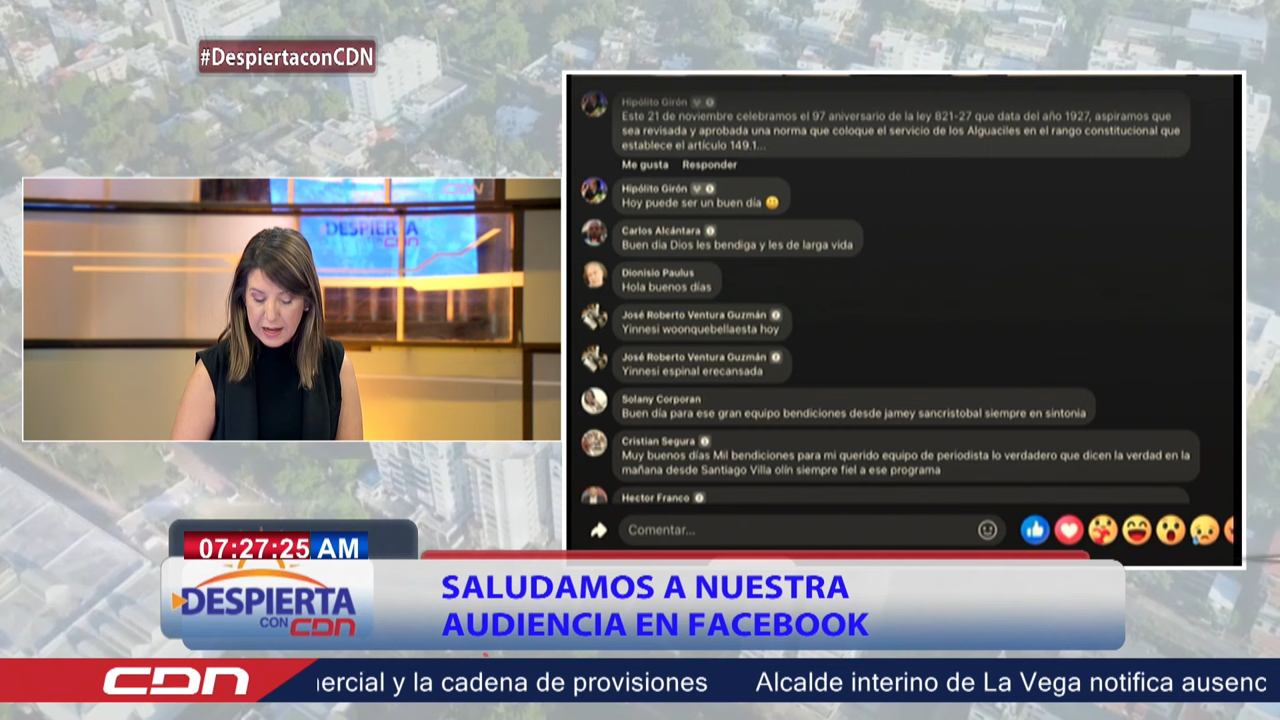 #DespiertaconCDN
CDN
DESPIERTA
CON CDN
Hipólito Girón
Este 21 de noviembre celebramos el 97 aniversario de la ley 821-27 que data del año 1927, aspiramos que
sea revisada y aprobada una norma que coloque el servicio de los Alguaciles en el rango constitucional que
establece el artículo 149.1...
Me gusta Responder
Hipólito Girón
Hoy puede ser un buen día 😀
Carlos Alcántara
Buen dia Dios les bendiga y les de larga vida
Dionisio Paulus
Hola buenos días
José Roberto Ventura Guzmán
Yinnesi woonquebellaesta hoy
José Roberto Ventura Guzmán
Yinnesi espinal erecansada
Solany Corporan
Buen día para ese gran equipo bendiciones desde jamey sancristobal siempre en sintonia
Cristian Segura
Muy buenos días Mil bendiciones para mi querido equipo de periodista lo verdadero que dicen la verdad en la
mañana desde Santiago Villa olín siempre fiel a ese programa
Hector Franco
Comentar...
07:27:25 AM
DESPIERTA
CON CDN
SALUDAMOS A NUESTRA
AUDIENCIA EN FACEBOOK
CDN
ercial y la cadena de provisiones Alcalde interino de La Vega notifica ausenc